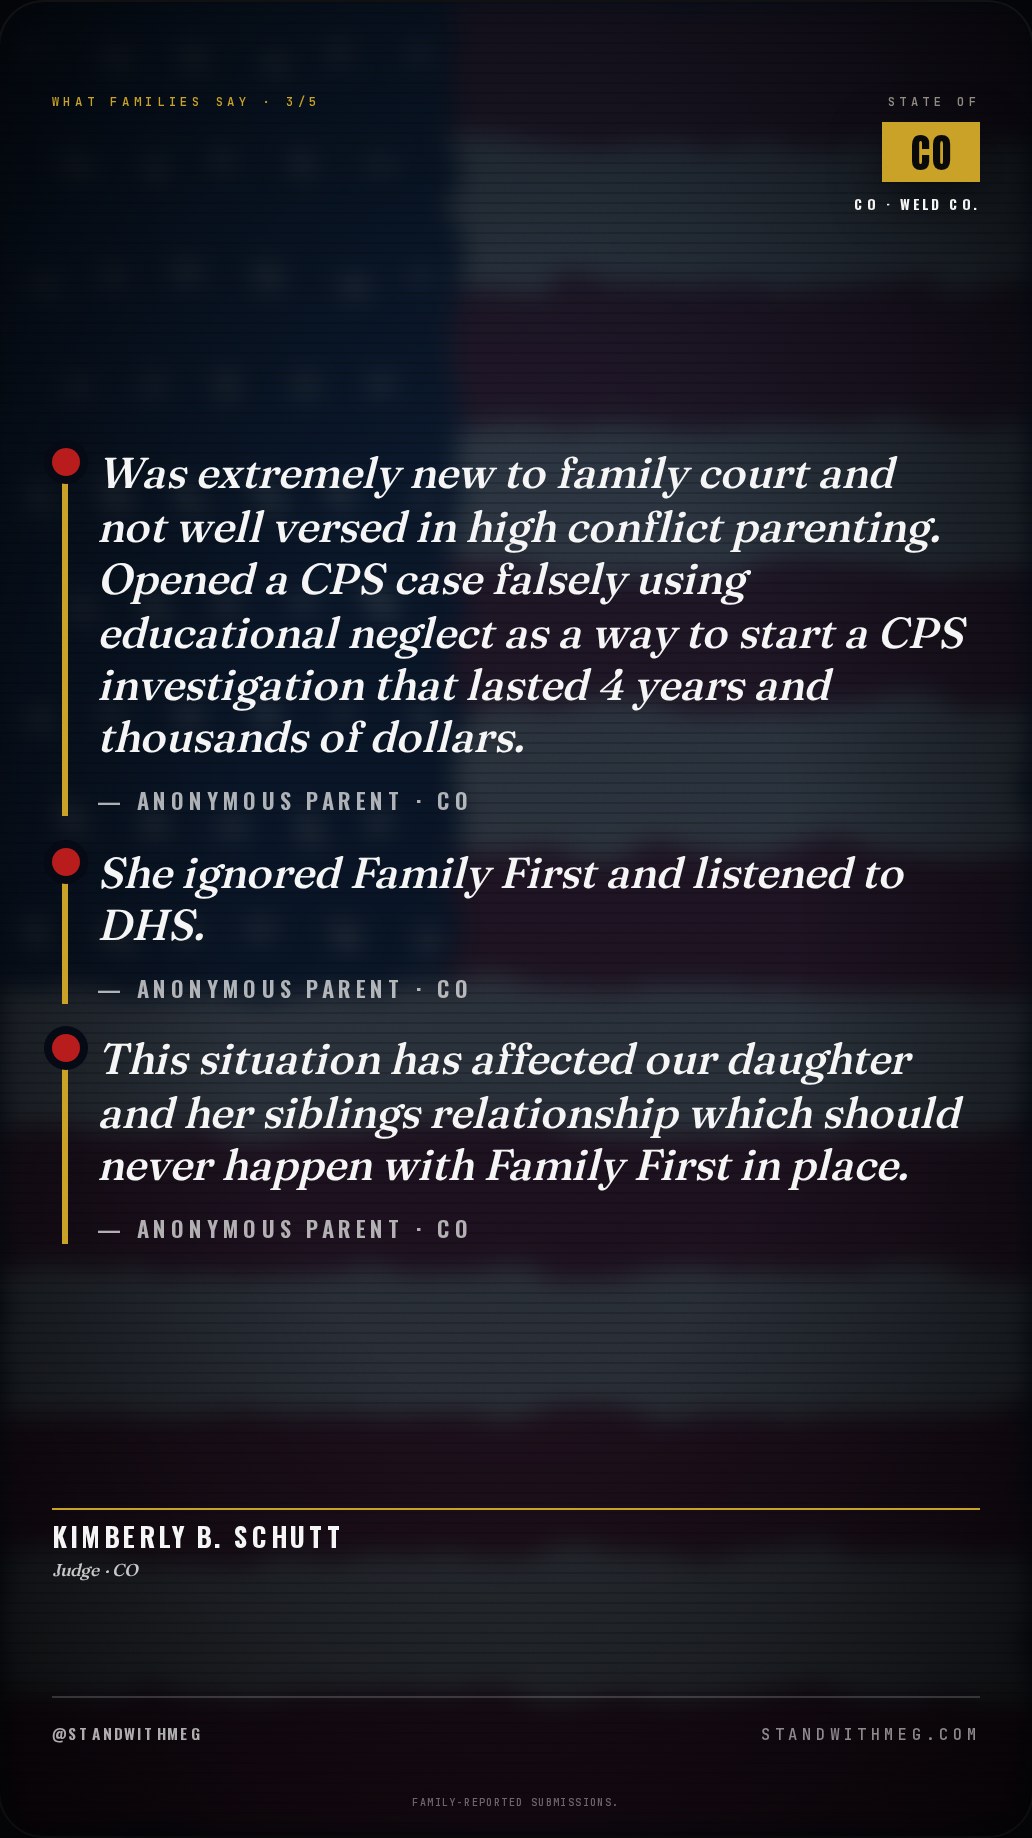 WHAT FAMILIES SAY · 3/5
STATE OF
CO
CO · WELD CO.
Was extremely new to family court and
not well versed in high conflict parenting.
Opened a CPS case falsely using
educational neglect as a way to start a CPS
investigation that lasted 4 years and
thousands of dollars.
— ANONYMOUS PARENT · CO
She ignored Family First and listened to
DHS.
— ANONYMOUS PARENT · CO
This situation has affected our daughter
and her siblings relationship which should
never happen with Family First in place.
— ANONYMOUS PARENT · CO
KIMBERLY B. SCHUTT
Judge · CO
@STANDWITHMEG
STANDWITHMEG.COM
FAMILY-REPORTED SUBMISSIONS.